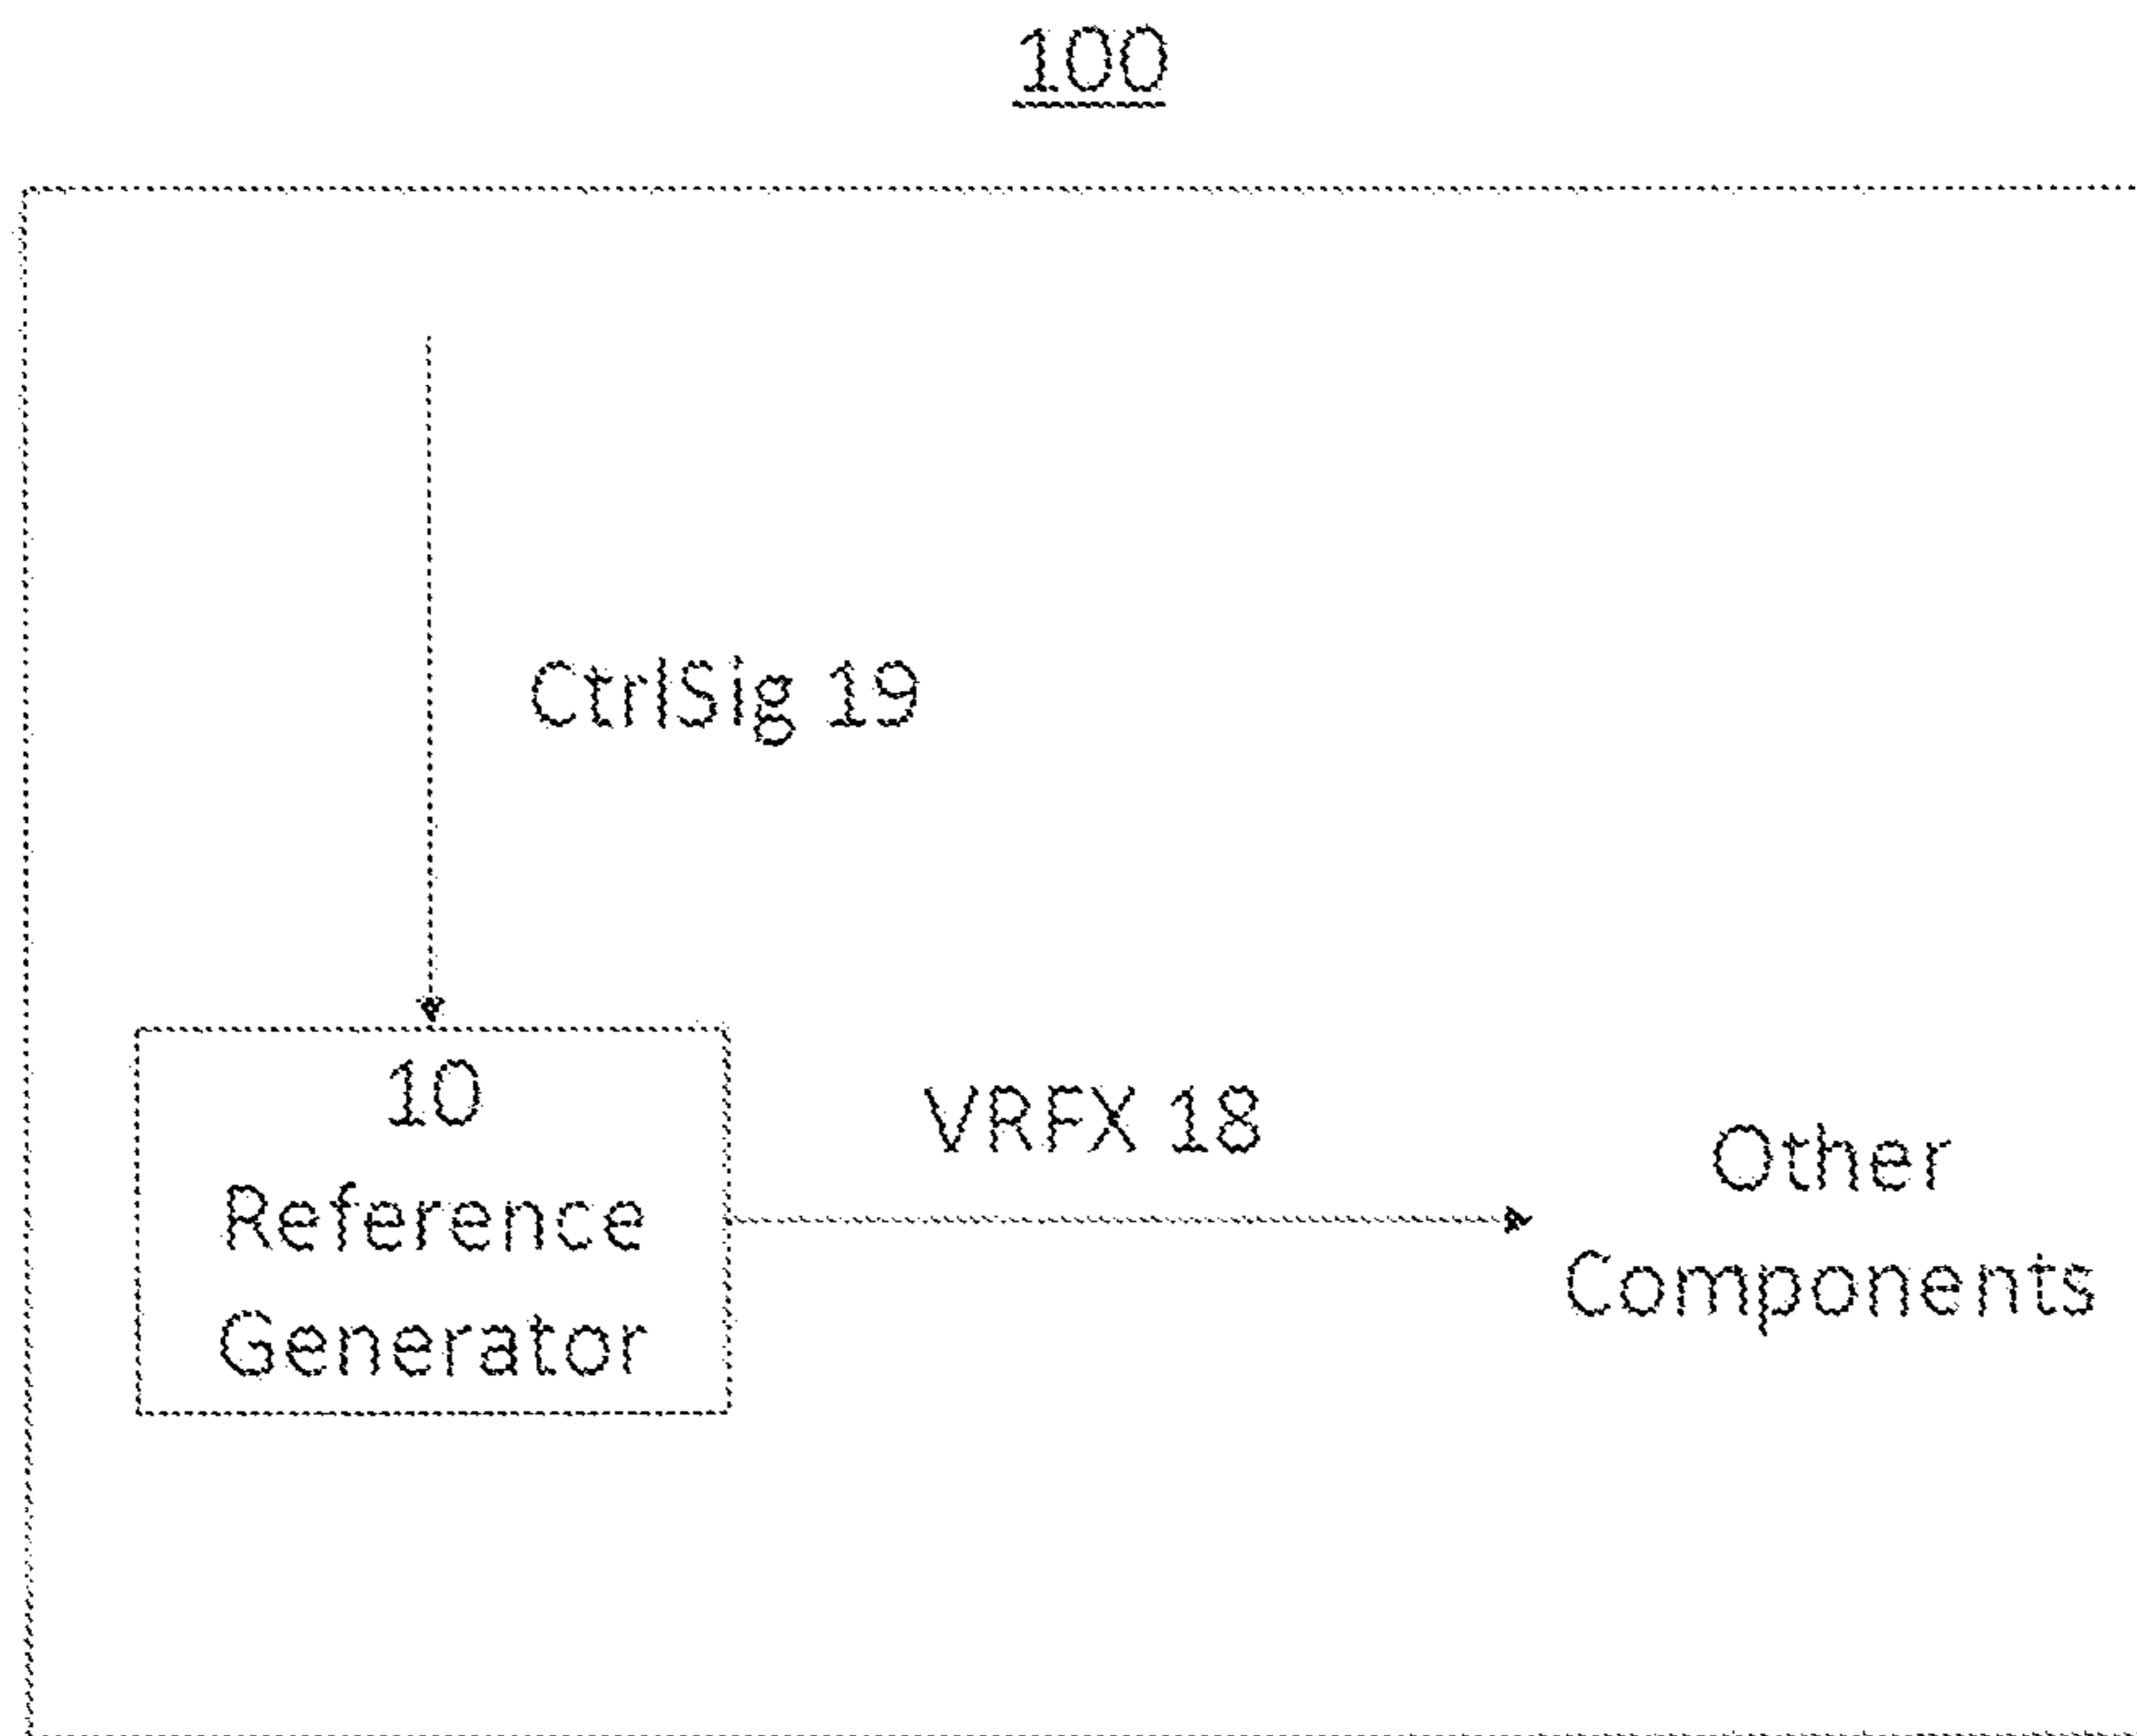 100
CtrlSig 19
10
Reference
Generator
VRFX 18
Other
Components